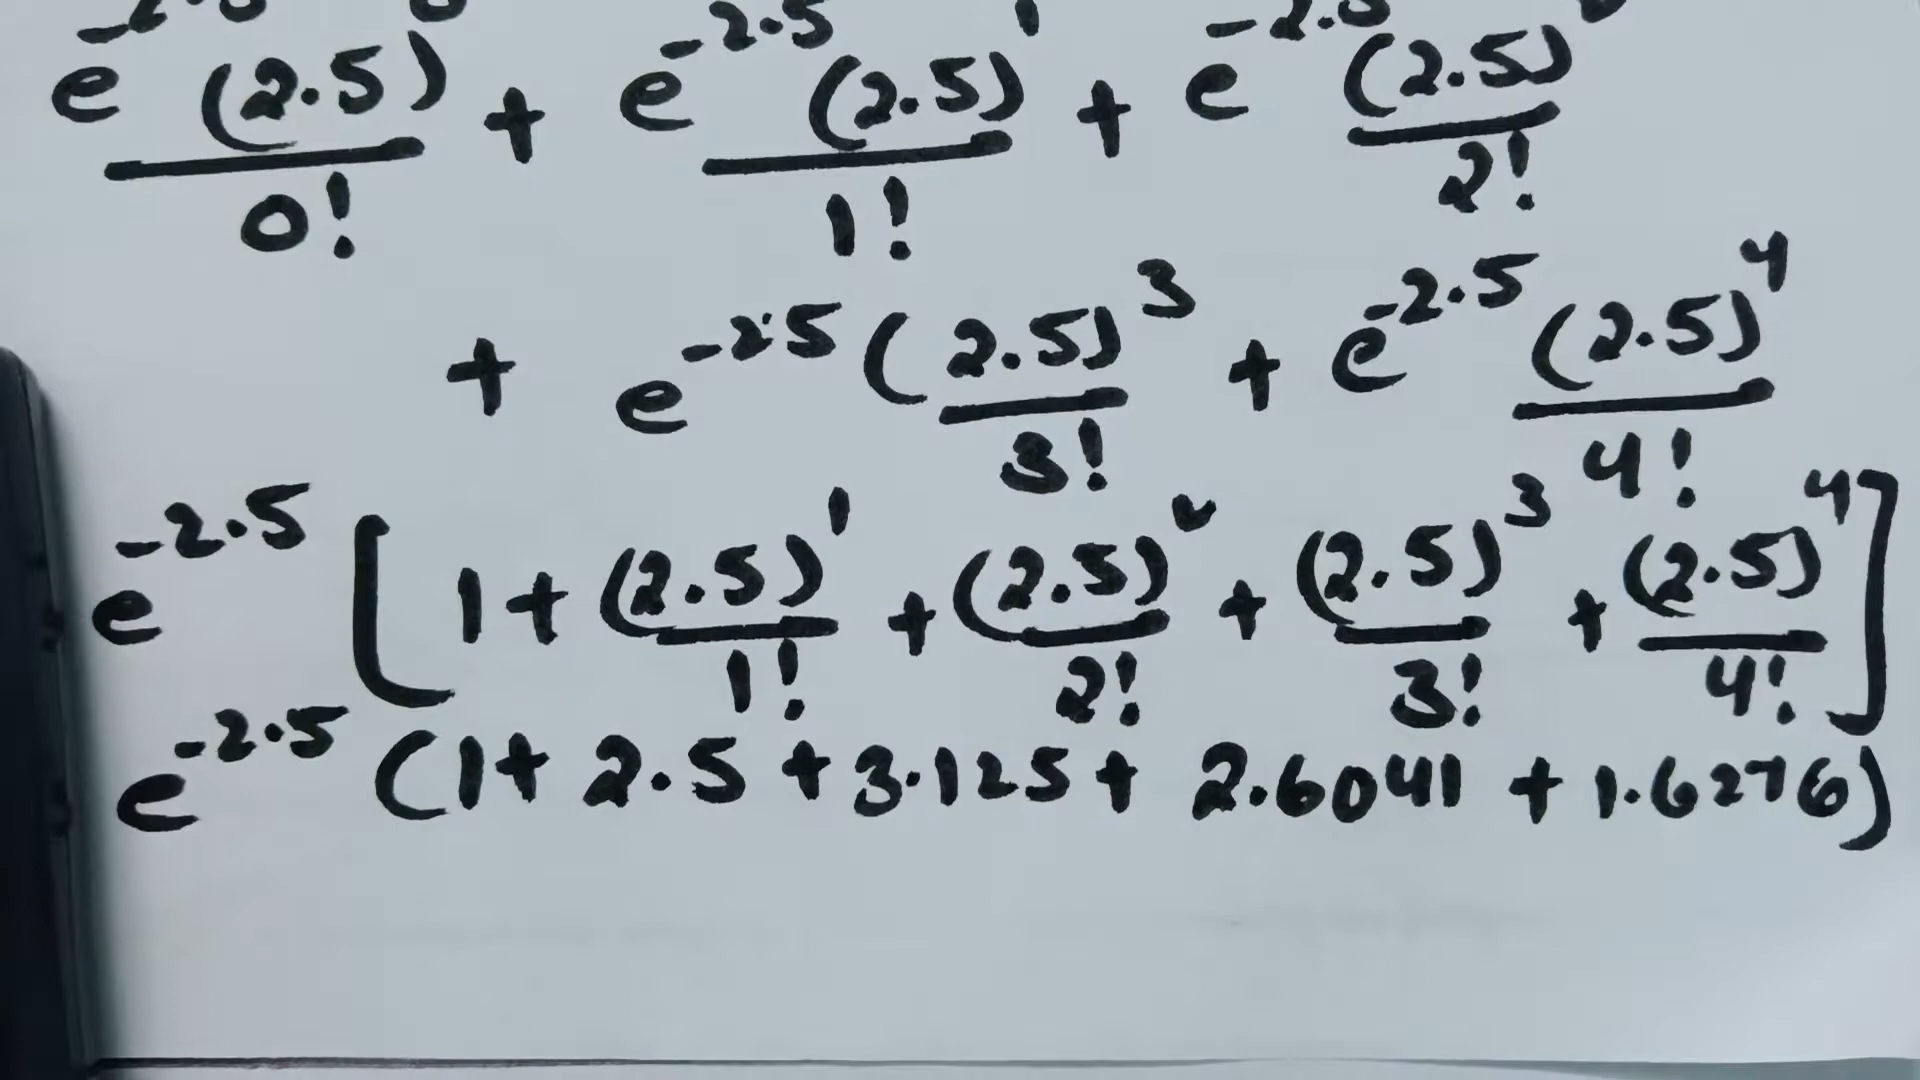 e^-2.5 (2.5)^0 / 0! + e^-2.5 (2.5)^1 / 1! + e^-2.5 (2.5) / 2!
+ e^-2.5 (2.5)^3 / 3! + e^-2.5 (2.5)^4 / 4!
e^-2.5 [ 1 + (2.5)^1 / 1! + (2.5)^2 / 2! + (2.5)^3 / 3! + (2.5)^4 / 4! ]
e^-2.5 (1 + 2.5 + 3.125 + 2.6041 + 1.6276)